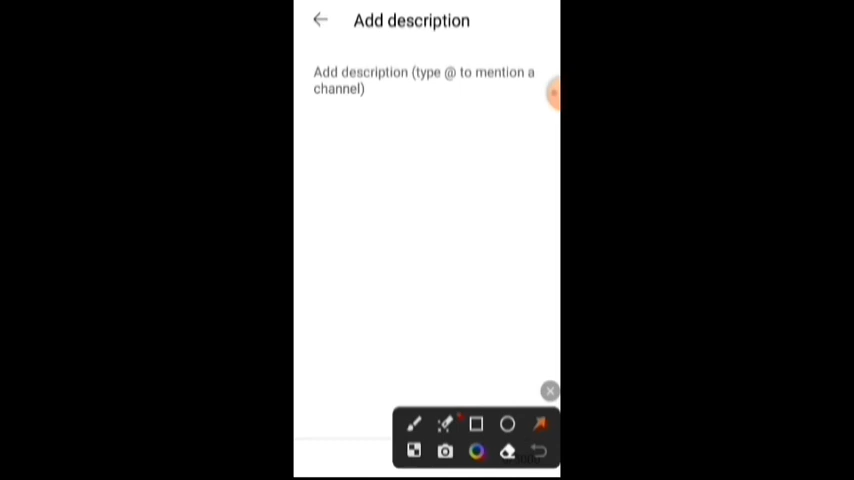 Add description
Add description (type @ to mention a
channel)